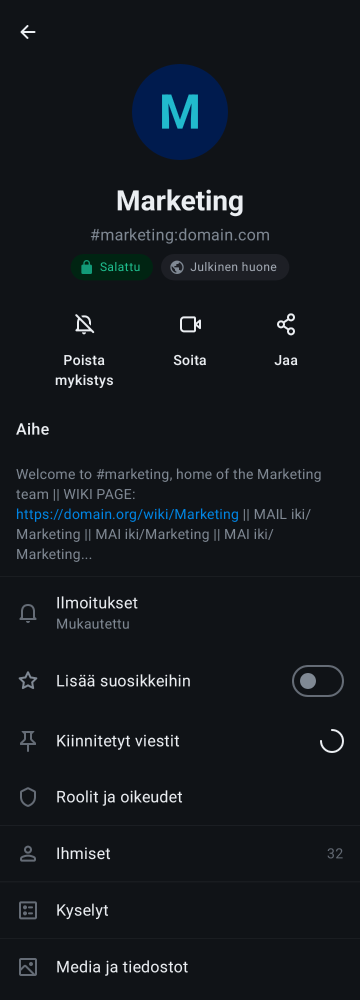 M
Marketing
#marketing:domain.com
Salattu
Julkinen huone
Poista
mykistys
Soita
Jaa
Aihe
Welcome to #marketing, home of the Marketing
team || WIKI PAGE:
https://domain.org/wiki/Marketing || MAIL iki/
Marketing || MAI iki/Marketing || MAI iki/
Marketing...
Ilmoitukset
Mukautettu
Lisää suosikkeihin
Kiinnitetyt viestit
Roolit ja oikeudet
Ihmiset 32
Kyselyt
Media ja tiedostot